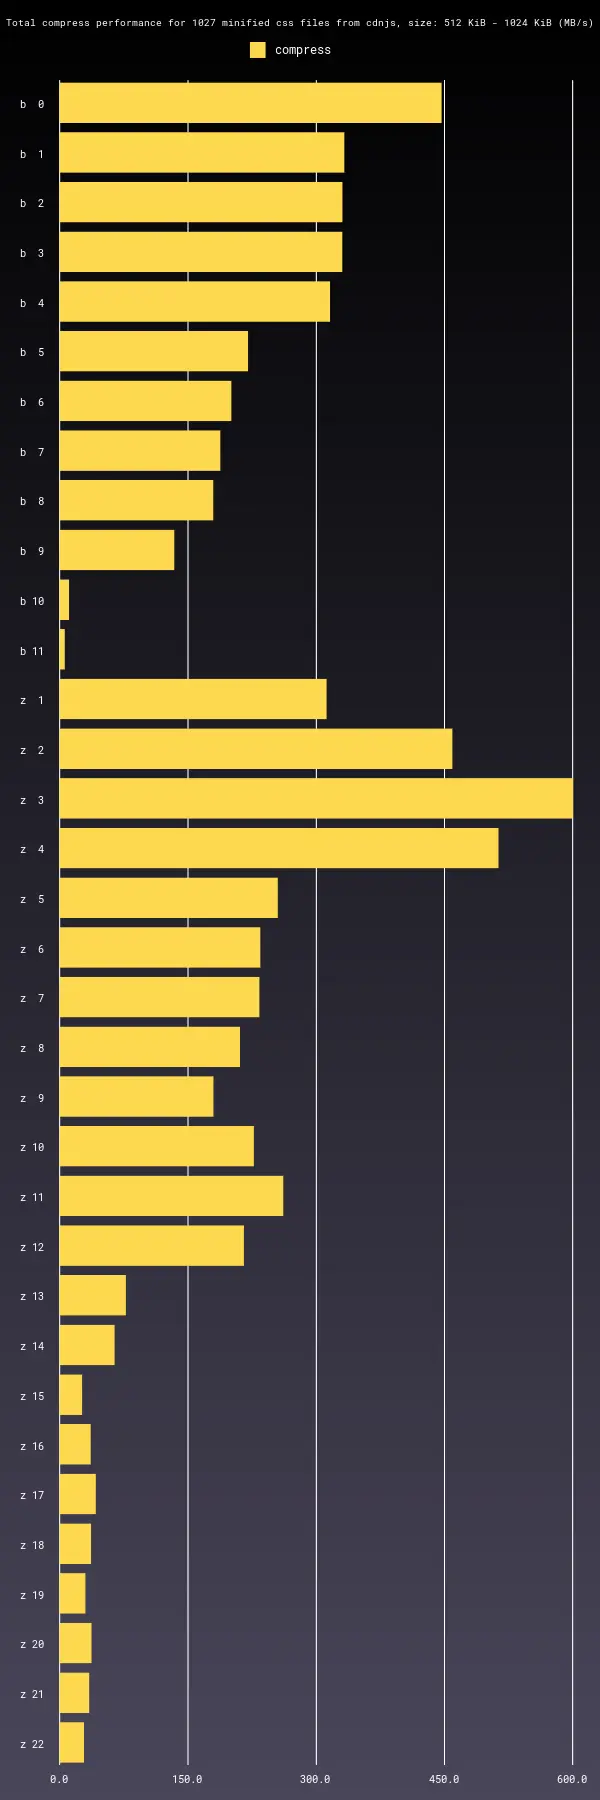 Total compress performance for 1027 minified css files from cdnjs, size: 512 KiB - 1024 KiB (MB/s)
compress
b 0
b 1
b 2
b 3
b 4
b 5
b 6
b 7
b 8
b 9
b 10
b 11
z 1
z 2
z 3
z 4
z 5
z 6
z 7
z 8
z 9
z 10
z 11
z 12
z 13
z 14
z 15
z 16
z 17
z 18
z 19
z 20
z 21
z 22
0.0 150.0 300.0 450.0 600.0